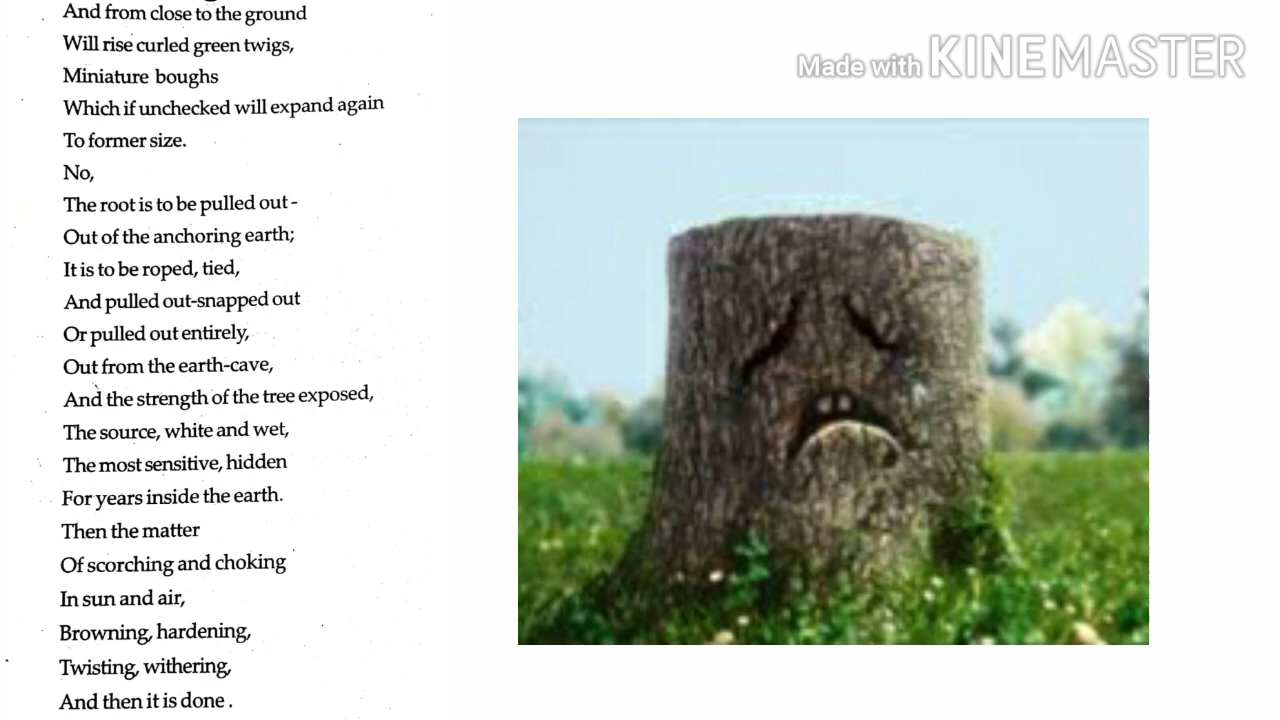 And from close to the ground
Will rise curled green twigs,
Miniature boughs
Which if unchecked will expand again
To former size.
No,
The root is to be pulled out -
Out of the anchoring earth;
It is to be roped, tied,
And pulled out-snapped out
Or pulled out entirely,
Out from the earth-cave,
And the strength of the tree exposed,
The source, white and wet,
The most sensitive, hidden
For years inside the earth.
Then the matter
Of scorching and choking
In sun and air,
Browning, hardening,
Twisting, withering,
And then it is done.
Made with KINEMASTER